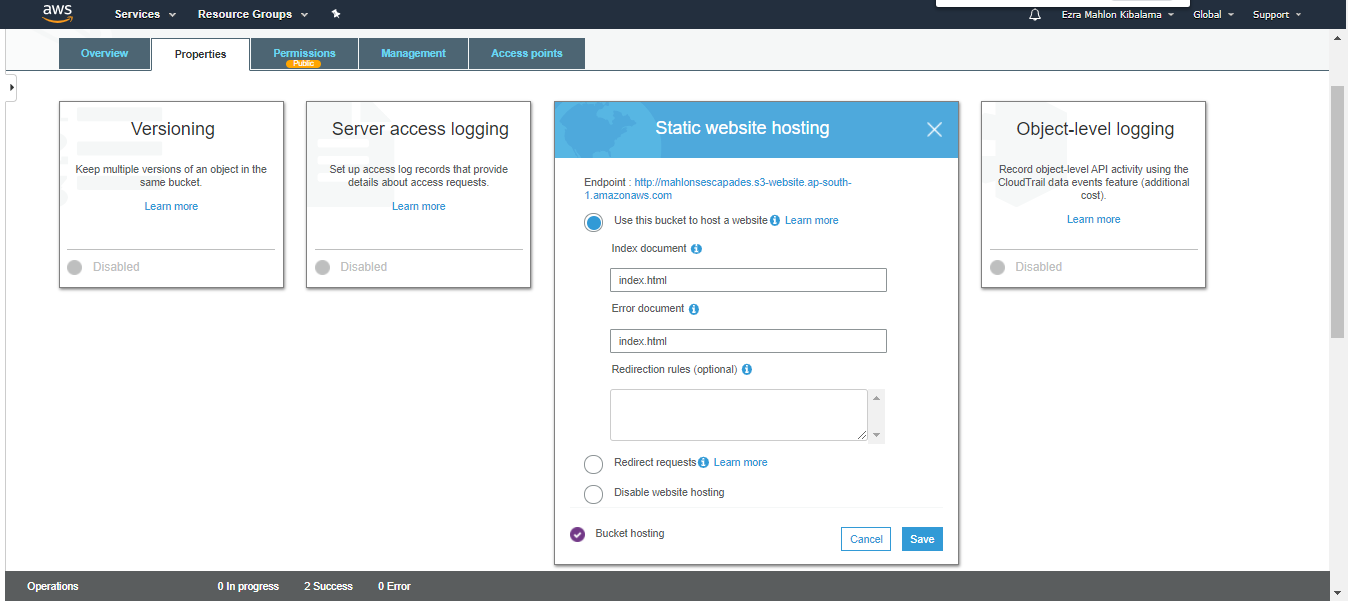 aws
Services
Resource Groups
Ezra Mahlon Kibalama
Global
Support
Overview
Properties
Permissions
Public
Management
Access points
Versioning
Keep multiple versions of an object in the
same bucket.
Learn more
Disabled
Server access logging
Set up access log records that provide
details about access requests.
Learn more
Disabled
Static website hosting
Endpoint : http://mahlonsescapades.s3-website.ap-south-
1.amazonaws.com
Use this bucket to host a website Learn more
Index document
index.html
Error document
index.html
Redirection rules (optional)
Redirect requests Learn more
Disable website hosting
Bucket hosting
Cancel
Save
Object-level logging
Record object-level API activity using the
CloudTrail data events feature (additional
cost).
Learn more
Disabled
Operations
0 In progress
2 Success
0 Error